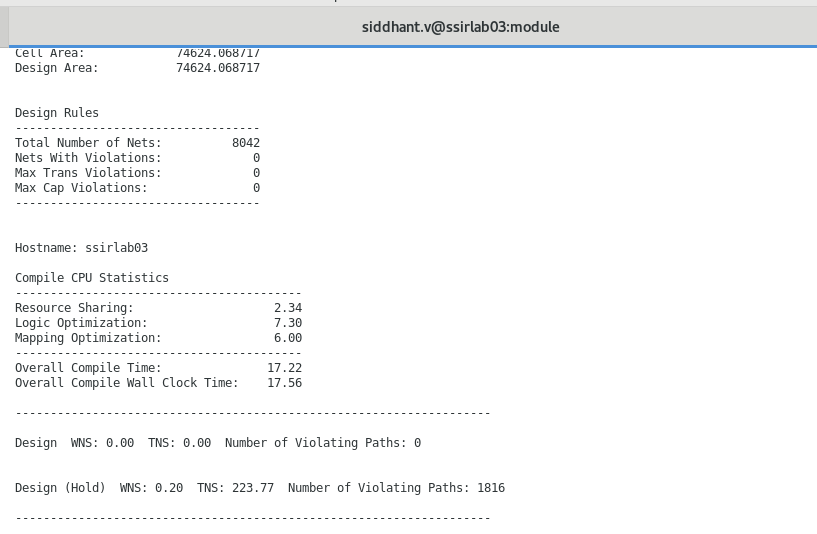 siddhant.v@ssirlab03:module
Cell Area: 74624.068717
Design Area: 74624.068717
Design Rules
-----------------------------------
Total Number of Nets: 8042
Nets With Violations: 0
Max Trans Violations: 0
Max Cap Violations: 0
-----------------------------------
Hostname: ssirlab03
Compile CPU Statistics
-----------------------------------------
Resource Sharing: 2.34
Logic Optimization: 7.30
Mapping Optimization: 6.00
-----------------------------------------
Overall Compile Time: 17.22
Overall Compile Wall Clock Time: 17.56
--------------------------------------------------------------------
Design WNS: 0.00 TNS: 0.00 Number of Violating Paths: 0
Design (Hold) WNS: 0.20 TNS: 223.77 Number of Violating Paths: 1816
--------------------------------------------------------------------